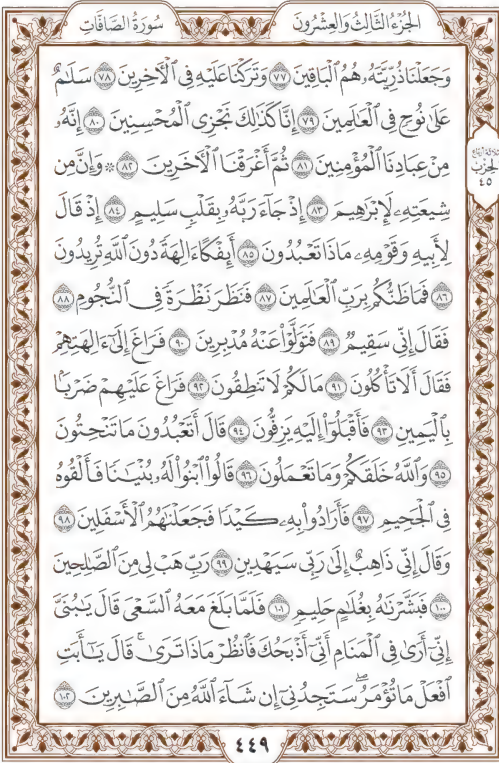 الجُزْءُ الثَّالِثُ وَالعِشْرُونَ
سُورَةُ الصَّافَّاتِ
وَجَعَلْنَا ذُرِّيَّتَهُۥ هُمُ ٱلْبَاقِينَ ٧٧ وَتَرَكْنَا عَلَيْهِ فِي ٱلْأَخِرِينَ ٧٨ سَلَٰمٌ
عَلَىٰ نُوحٍ فِي ٱلْعَٰلَمِينَ ٧٩ إِنَّا كَذَٰلِكَ نَجْزِي ٱلْمُحْسِنِينَ ٨٠ إِنَّهُۥ
مِنْ عِبَادِنَا ٱلْمُؤْمِنِينَ ٨١ ثُمَّ أَغْرَقْنَا ٱلْأَخَرِينَ ٨٢ ۞ وَإِنَّ مِن
شِيعَتِهِۦ لَإِبْرَٰهِيمَ ٨٣ إِذْ جَآءَ رَبَّهُۥ بِقَلْبٍ سَلِيمٍ ٨٤ إِذْ قَالَ
لِأَبِيهِ وَقَوْمِهِۦ مَاذَا تَعْبُدُونَ ٨٥ أَئِفْكًا ءَالِهَةً دُونَ ٱللَّهِ تُرِيدُونَ
٨٦ فَمَا ظَنُّكُم بِرَبِّ ٱلْعَٰلَمِينَ ٨٧ فَنَظَرَ نَظْرَةً فِي ٱلنُّجُومِ ٨٨
فَقَالَ إِنِّي سَقِيمٌ ٨٩ فَتَوَلَّوْا۟ عَنْهُ مُدْبِرِينَ ٩٠ فَرَاغَ إِلَىٰٓ ءَالِهَتِهِمْ
فَقَالَ أَلَا تَأْكُلُونَ ٩١ مَا لَكُمْ لَا تَنطِقُونَ ٩٢ فَرَاغَ عَلَيْهِمْ ضَرْبًۢا
بِٱلْيَمِينِ ٩٣ فَأَقْبَلُوٓا۟ إِلَيْهِ يَزِفُّونَ ٩٤ قَالَ أَتَعْبُدُونَ مَا تَنْحِتُونَ
٩٥ وَٱللَّهُ خَلَقَكُمْ وَمَا تَعْمَلُونَ ٩٦ قَالُوا۟ ٱبْنُوا۟ لَهُۥ بُنْيَٰنًا فَأَلْقُوهُ
فِي ٱلْجَحِيمِ ٩٧ فَأَرَادُوا۟ بِهِۦ كَيْدًا فَجَعَلْنَٰهُمُ ٱلْأَسْفَلِينَ ٩٨
وَقَالَ إِنِّي ذَاهِبٌ إِلَىٰ رَبِّي سَيَهْدِينِ ٩٩ رَبِّ هَبْ لِي مِنَ ٱلصَّٰلِحِينَ
١٠٠ فَبَشَّرْنَٰهُ بِغُلَٰمٍ حَلِيمٍ ١٠١ فَلَمَّا بَلَغَ مَعَهُ ٱلسَّعْيَ قَالَ يَٰبُنَيَّ
إِنِّيٓ أَرَىٰ فِي ٱلْمَنَامِ أَنِّيٓ أَذْبَحُكَ فَٱنظُرْ مَاذَا تَرَىٰ ۚ قَالَ يَٰٓأَبَتِ
ٱفْعَلْ مَا تُؤْمَرُ ۖ سَتَجِدُنِيٓ إِن شَآءَ ٱللَّهُ مِنَ ٱلصَّٰبِرِينَ ١٠٢
ثلاثة أرباع
الحزب
٤٥
٤٤٩